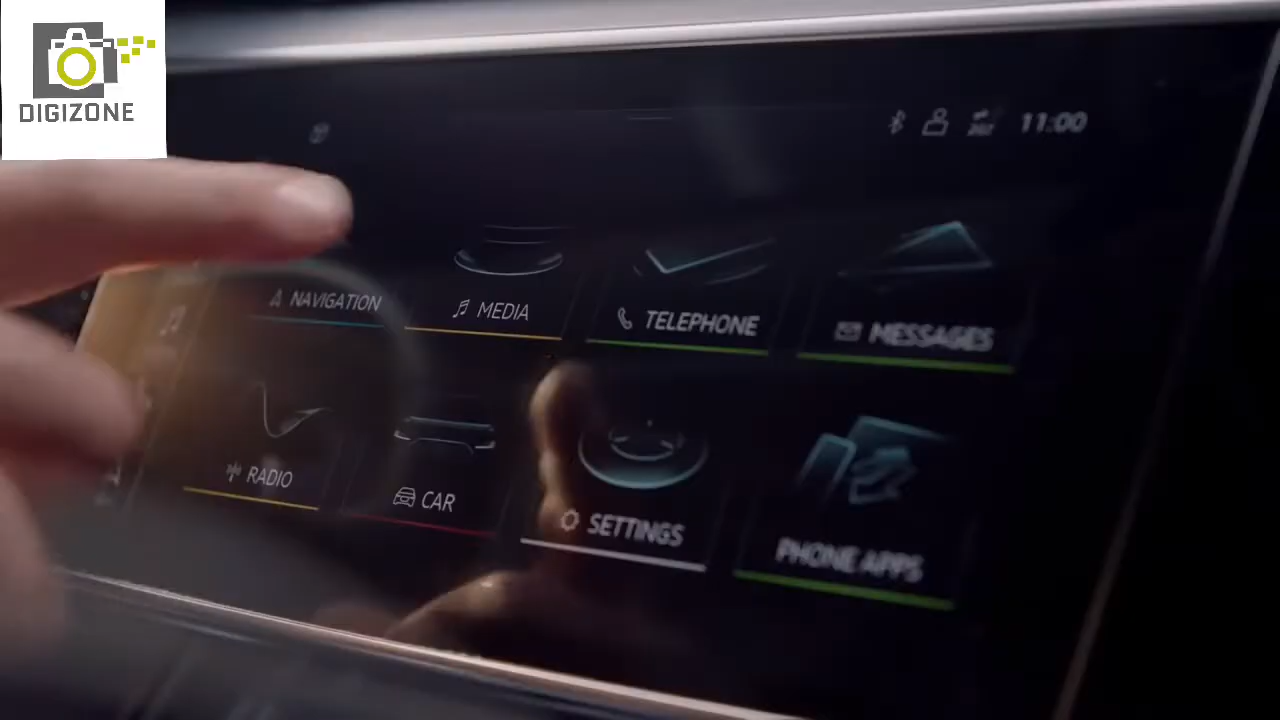 DIGIZONE
11:00
NAVIGATION
MEDIA
TELEPHONE
MESSAGES
RADIO
CAR
SETTINGS
PHONE APPS